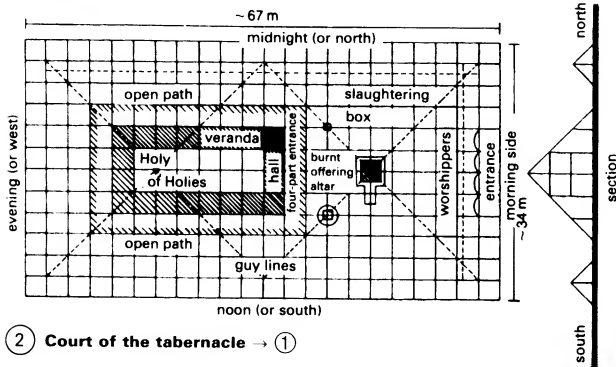 ~ 67 m
midnight (or north)
open path
slaughtering
box
veranda
Holy
of Holies
hall
four-part entrance
burnt
offering
altar
worshippers
entrance
morning side
~34 m
evening (or west)
open path
guy lines
noon (or south)
north
section
south
2 Court of the tabernacle → 1